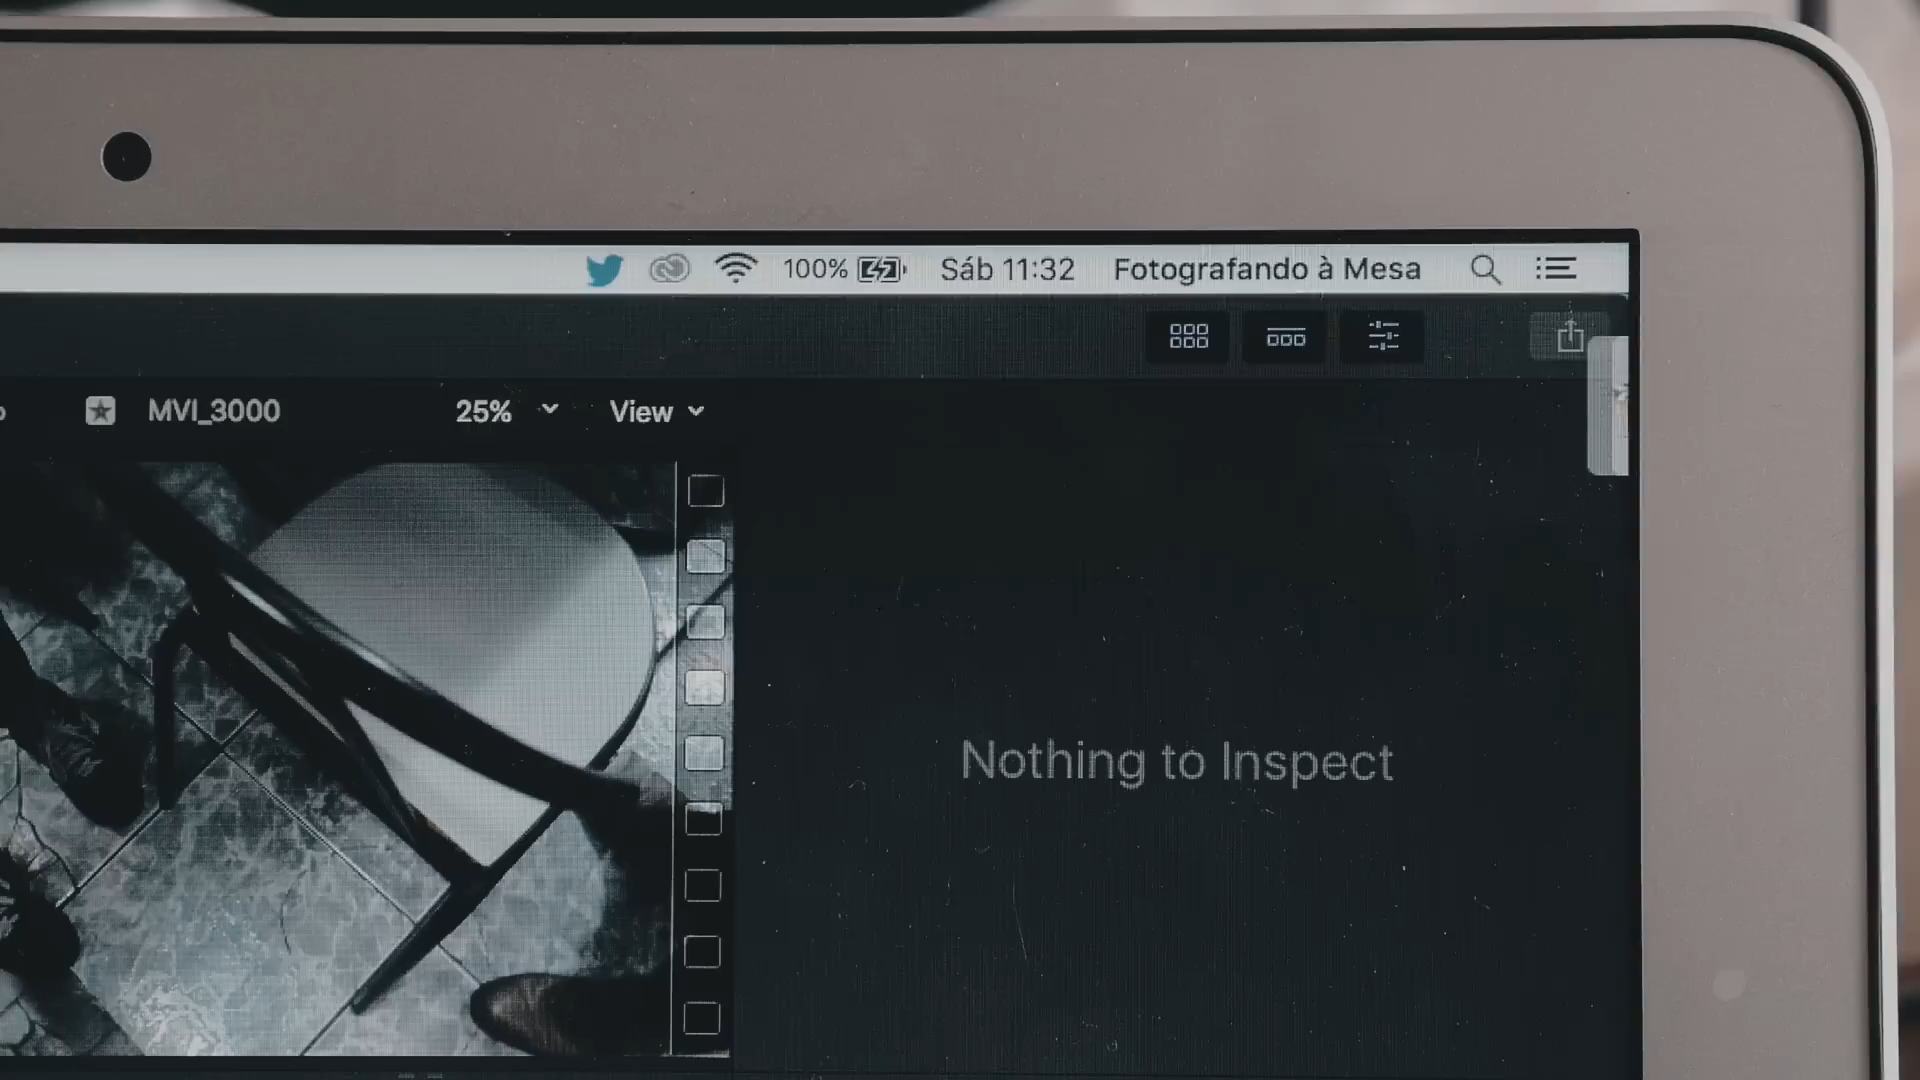 100% Sáb 11:32 Fotografando à Mesa
MVI_3000 25% View
Nothing to Inspect